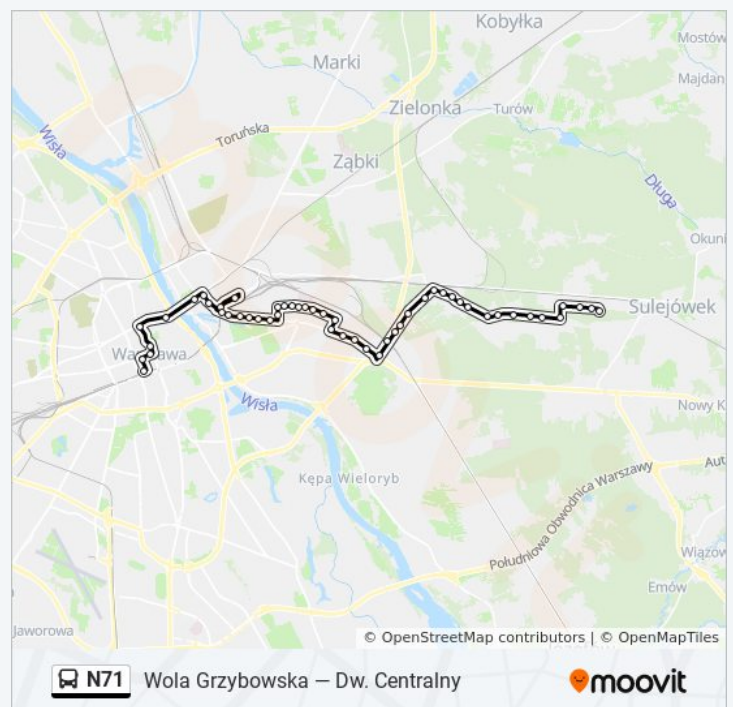 Kobyłka
Mostów
Marki
Majdan
Zielonka
Turów
Wisła
Toruńska
Ząbki
Długa
Okuni
Sulejówek
Warszawa
Wisła
Nowy K
Kępa Wieloryb
Południowa Obwodnica Warszawy
Aut
Wiązów
Emów
Jaworowa
© OpenStreetMap contributors | © OpenMapTiles
N71 Wola Grzybowska — Dw. Centralny moovit